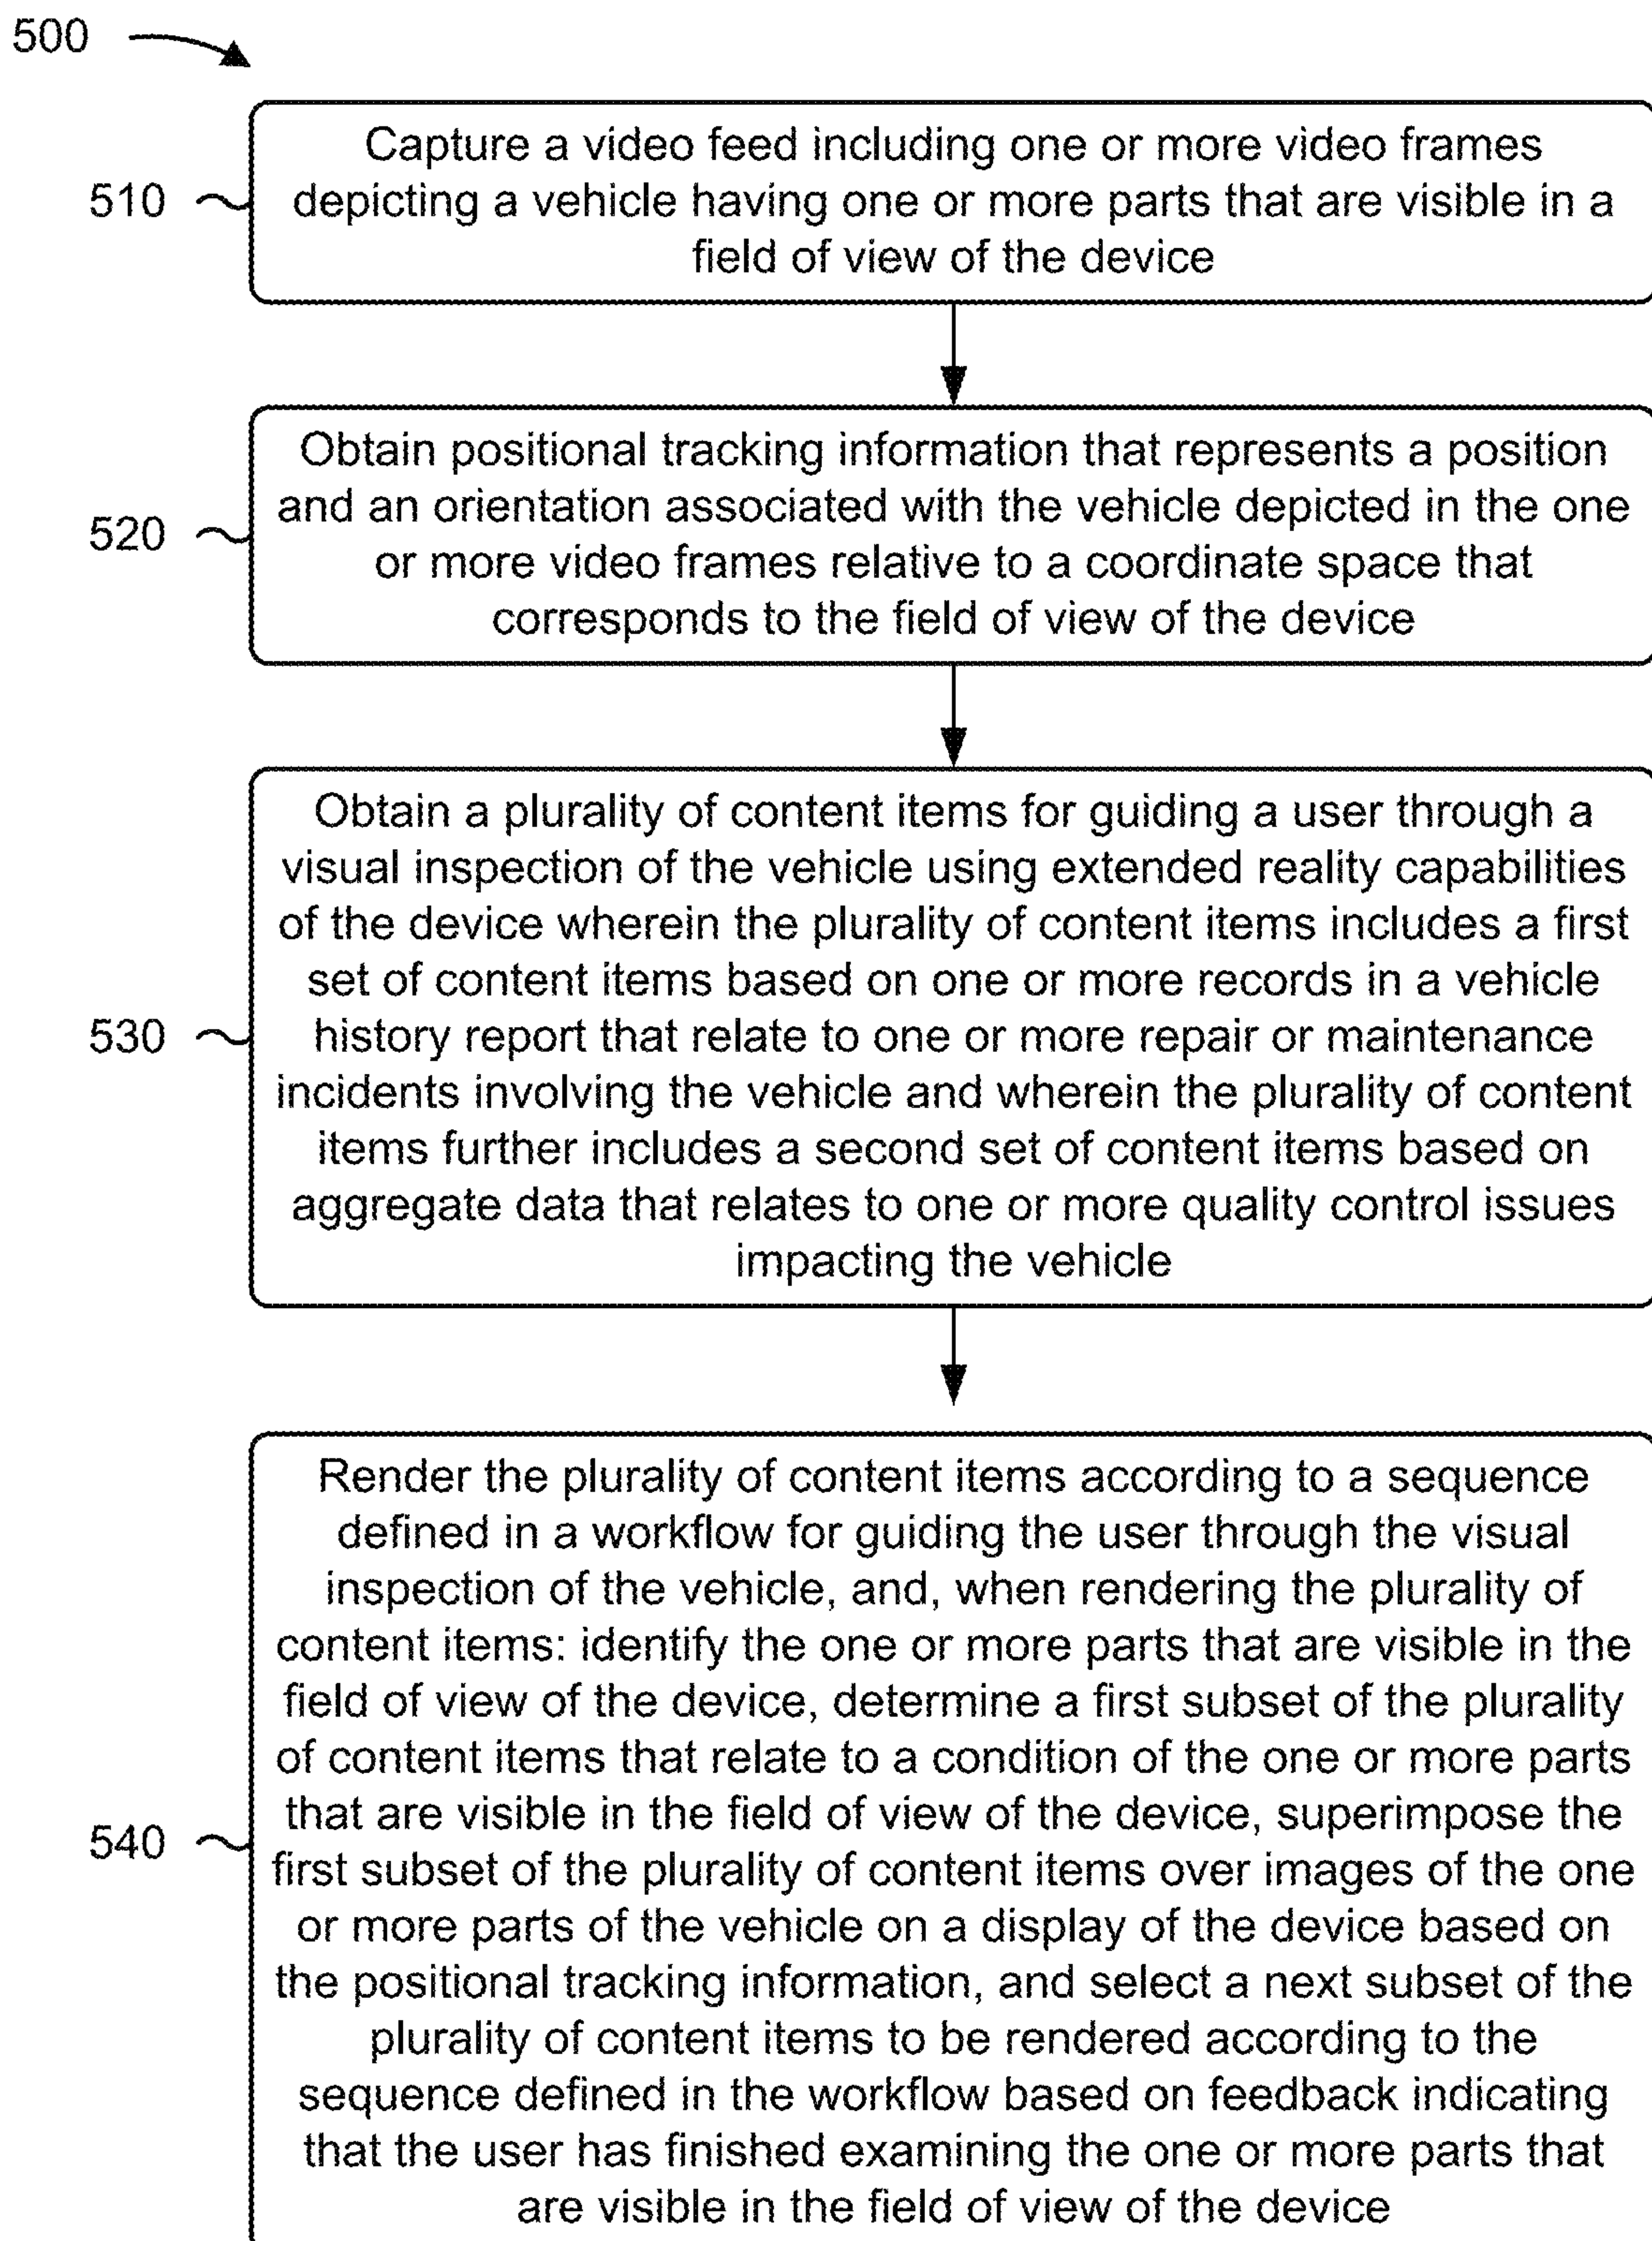 500
Capture a video feed including one or more video frames
depicting a vehicle having one or more parts that are visible in a
field of view of the device
510
Obtain positional tracking information that represents a position
and an orientation associated with the vehicle depicted in the one
or more video frames relative to a coordinate space that
corresponds to the field of view of the device
520
Obtain a plurality of content items for guiding a user through a
visual inspection of the vehicle using extended reality capabilities
of the device wherein the plurality of content items includes a first
set of content items based on one or more records in a vehicle
history report that relate to one or more repair or maintenance
incidents involving the vehicle and wherein the plurality of content
items further includes a second set of content items based on
aggregate data that relates to one or more quality control issues
impacting the vehicle
530
Render the plurality of content items according to a sequence
defined in a workflow for guiding the user through the visual
inspection of the vehicle, and, when rendering the plurality of
content items: identify the one or more parts that are visible in the
field of view of the device, determine a first subset of the plurality
of content items that relate to a condition of the one or more parts
that are visible in the field of view of the device, superimpose the
first subset of the plurality of content items over images of the one
or more parts of the vehicle on a display of the device based on
the positional tracking information, and select a next subset of the
plurality of content items to be rendered according to the
sequence defined in the workflow based on feedback indicating
that the user has finished examining the one or more parts that
are visible in the field of view of the device
540